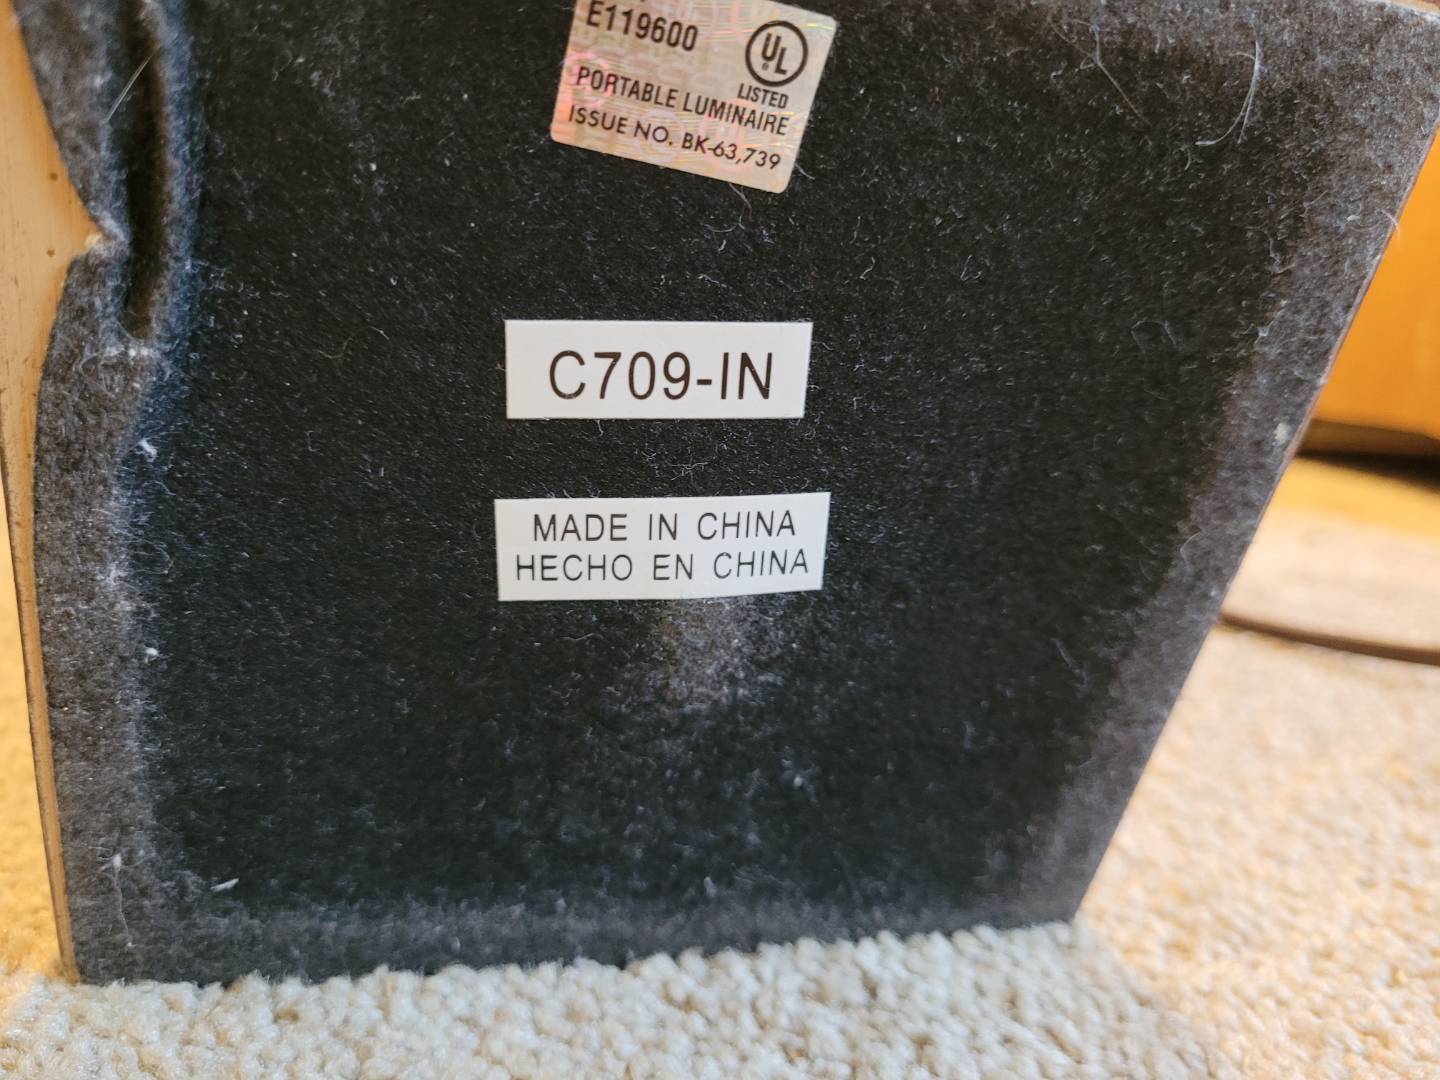 E119600
UL
LISTED
PORTABLE LUMINAIRE
ISSUE NO. BK-63,739
C709-IN
MADE IN CHINA
HECHO EN CHINA